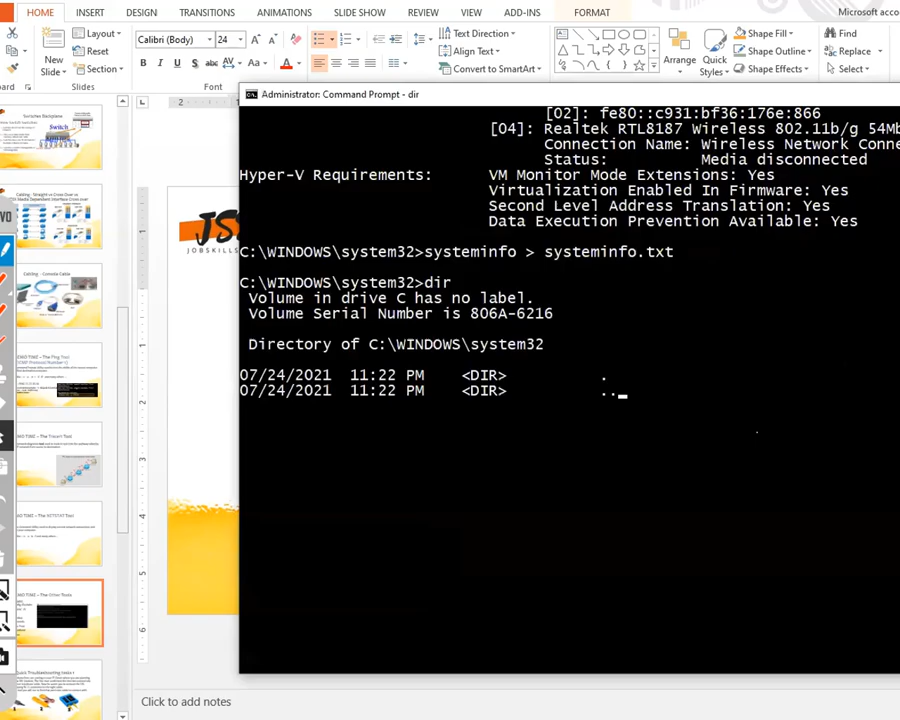 HOME INSERT DESIGN TRANSITIONS ANIMATIONS SLIDE SHOW REVIEW VIEW ADD-INS FORMAT Microsoft acco
Layout Calibri (Body) 24 Text Direction Shape Fill Find
New Slide Reset Align Text Arrange Quick Styles Shape Outline Replace
Section Convert to SmartArt Shape Effects Select
Slides Font
Administrator: Command Prompt - dir
[02]: fe80::c931:bf36:176e:866
[04]: Realtek RTL8187 Wireless 802.11b/g 54Mb
Connection Name: Wireless Network Conne
Status: Media disconnected
Hyper-V Requirements: VM Monitor Mode Extensions: Yes
Virtualization Enabled In Firmware: Yes
Second Level Address Translation: Yes
Data Execution Prevention Available: Yes
C:\WINDOWS\system32>systeminfo > systeminfo.txt
C:\WINDOWS\system32>dir
Volume in drive C has no label.
Volume Serial Number is 806A-6216
Directory of C:\WINDOWS\system32
07/24/2021 11:22 PM <DIR> .
07/24/2021 11:22 PM <DIR> ..
Switch
JS
JOBSKILLS
Click to add notes